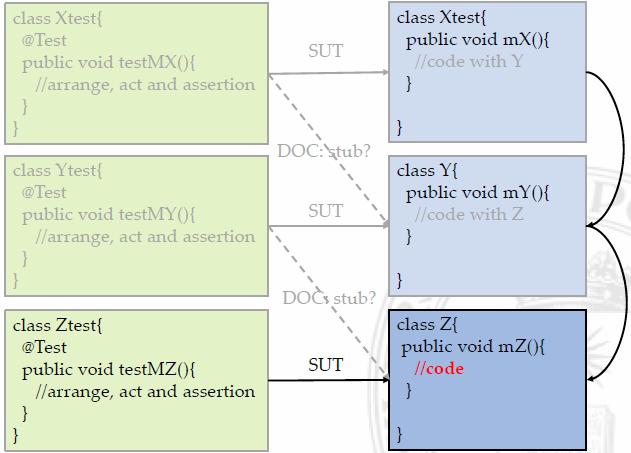 class Xtest{
@Test
public void testMX(){
//arrange, act and assertion
}
}
SUT
class Xtest{
public void mX(){
//code with Y
}
}
DOC: stub?
class Ytest{
@Test
public void testMY(){
//arrange, act and assertion
}
}
SUT
class Y{
public void mY(){
//code with Z
}
}
DOC: stub?
class Ztest{
@Test
public void testMZ(){
//arrange, act and assertion
}
}
SUT
class Z{
public void mZ(){
//code
}
}